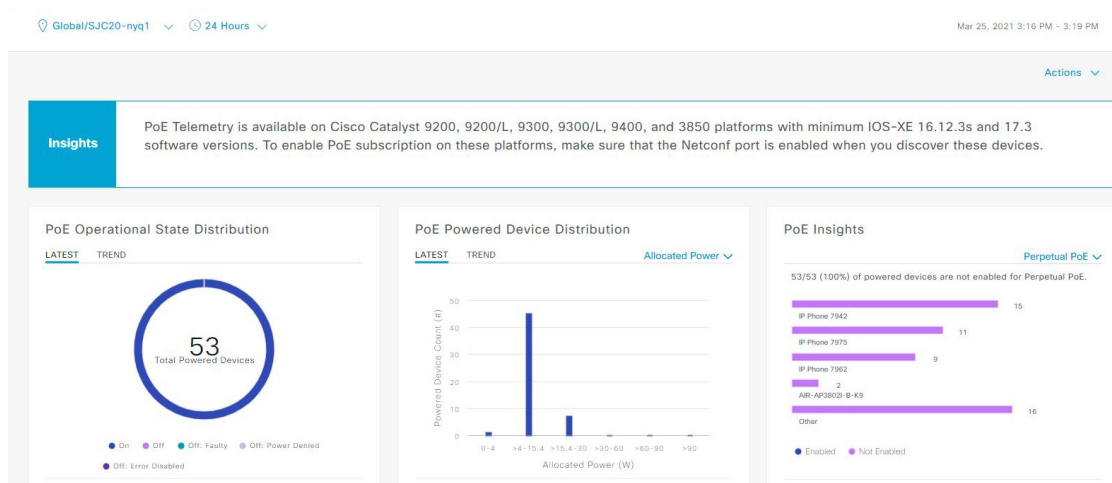 Global/SJC20-nyq1
24 Hours
Mar 25, 2021 3:16 PM - 3:19 PM
Actions
Insights
PoE Telemetry is available on Cisco Catalyst 9200, 9200/L, 9300, 9300/L, 9400, and 3850 platforms with minimum IOS-XE 16.12.3s and 17.3
software versions. To enable PoE subscription on these platforms, make sure that the Netconf port is enabled when you discover these devices.
PoE Operational State Distribution
LATEST TREND
53
Total Powered Devices
On Off Off: Faulty Off: Power Denied
Off: Error Disabled
PoE Powered Device Distribution
LATEST TREND Allocated Power
Powered Device Count (#)
50
40
30
20
10
0
0-4 >4-15.4 >15.4-30 >30-60 >60-90 >90
Allocated Power (W)
PoE Insights
Perpetual PoE
53/53 (100%) of powered devices are not enabled for Perpetual PoE.
15
IP Phone 7942
11
IP Phone 7975
9
IP Phone 7962
2
AIR-AP3802I-B-K9
16
Other
Enabled Not Enabled